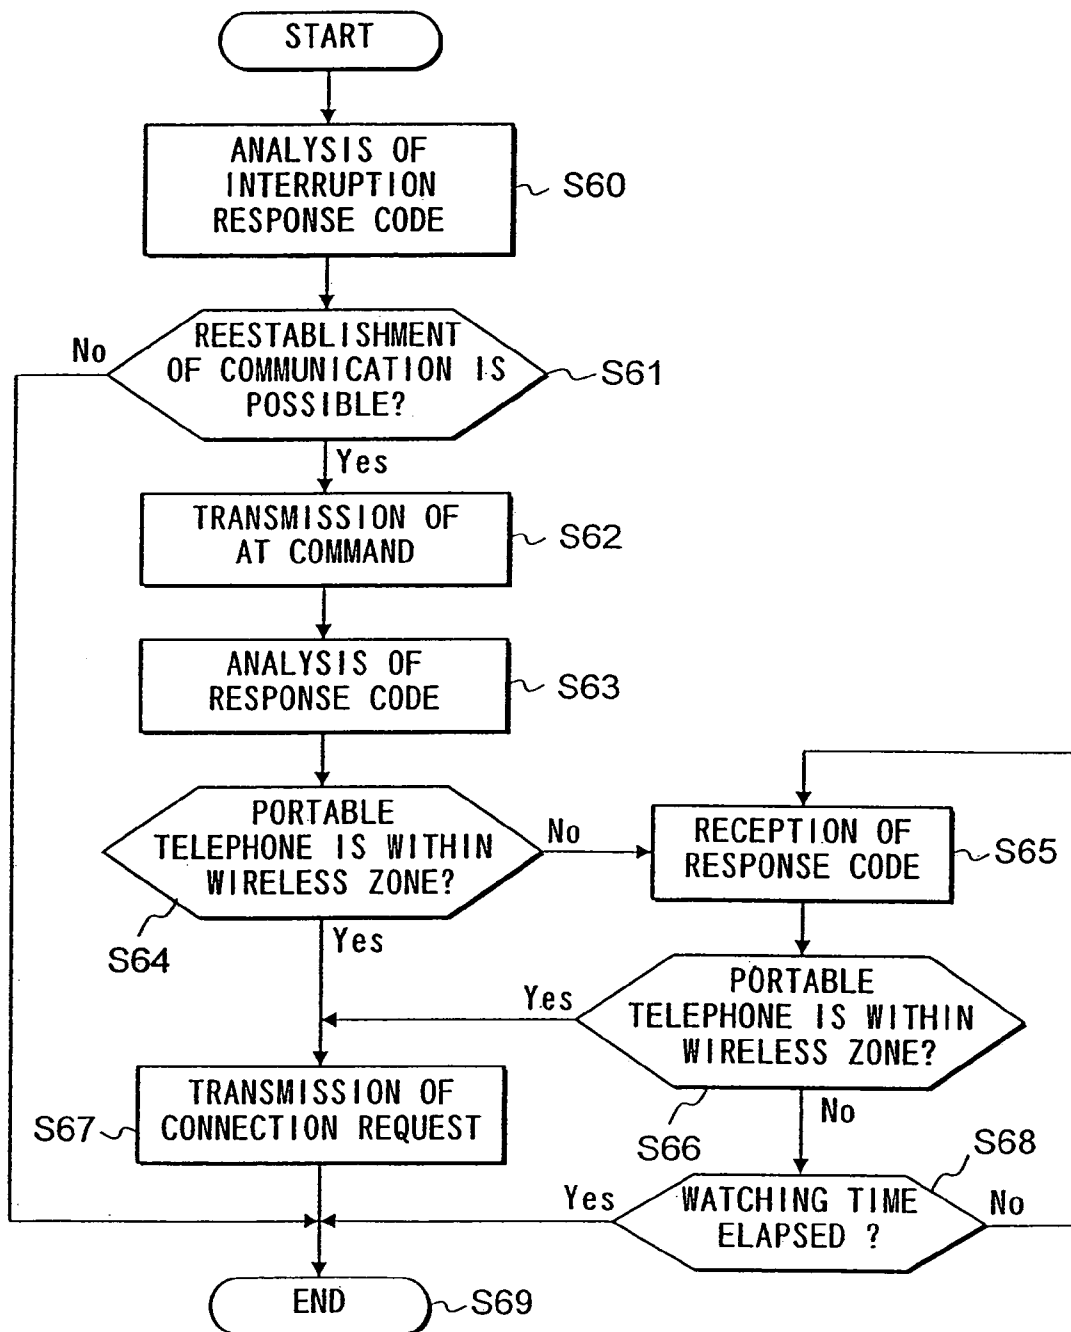 START
ANALYSIS OF
INTERRUPTION
RESPONSE CODE
S60
REESTABLISHMENT
OF COMMUNICATION IS
POSSIBLE?
S61
No
Yes
TRANSMISSION OF
AT COMMAND
S62
ANALYSIS OF
RESPONSE CODE
S63
PORTABLE
TELEPHONE IS WITHIN
WIRELESS ZONE?
S64
No
Yes
RECEPTION OF
RESPONSE CODE
S65
PORTABLE
TELEPHONE IS WITHIN
WIRELESS ZONE?
S66
Yes
No
TRANSMISSION OF
CONNECTION REQUEST
S67
WATCHING TIME
ELAPSED ?
S68
Yes
No
END
S69